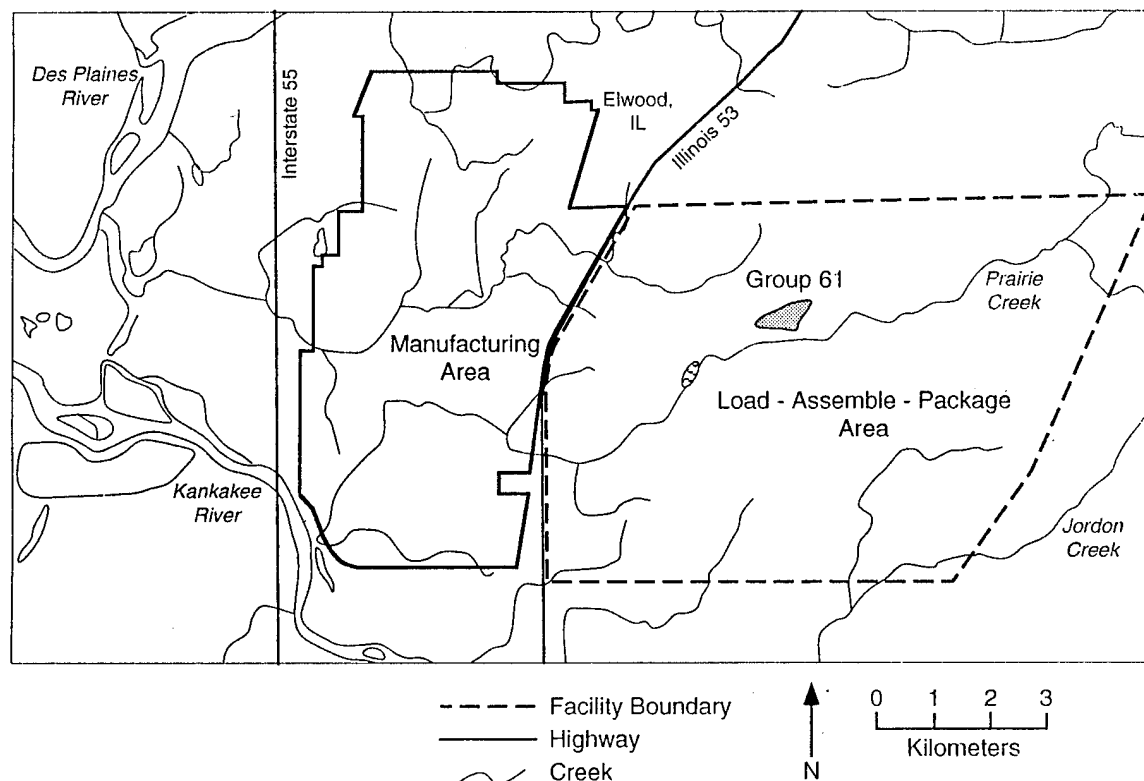 Des Plaines
River
Interstate 55
Elwood,
IL
Illinois 53
Group 61
Prairie
Creek
Manufacturing
Area
Load - Assemble - Package
Area
Kankakee
River
Jordon
Creek
Facility Boundary
Highway
Creek
N
0 1 2 3
Kilometers